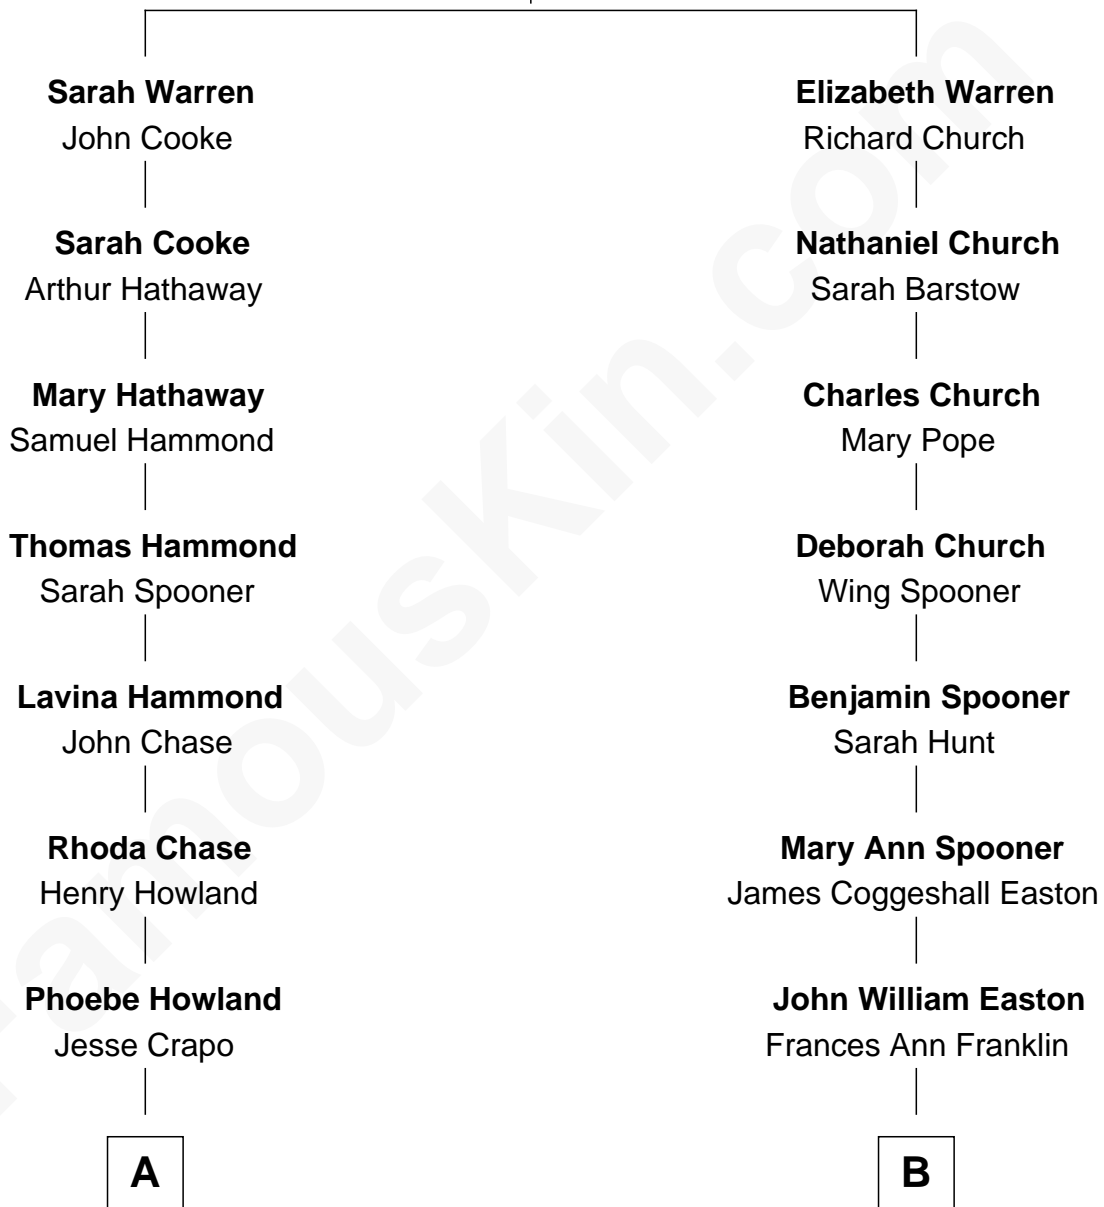 Sarah Warren
John Cooke
Elizabeth Warren
Richard Church
Sarah Cooke
Arthur Hathaway
Nathaniel Church
Sarah Barstow
Mary Hathaway
Samuel Hammond
Charles Church
Mary Pope
Thomas Hammond
Sarah Spooner
Deborah Church
Wing Spooner
Lavina Hammond
John Chase
Benjamin Spooner
Sarah Hunt
Rhoda Chase
Henry Howland
Mary Ann Spooner
James Coggeshall Easton
Phoebe Howland
Jesse Crapo
John William Easton
Frances Ann Franklin
A
B
FamousKin.com